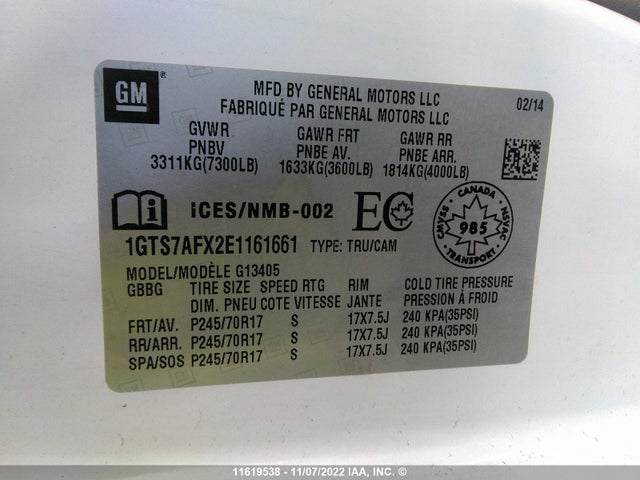 GM ®
MFD BY GENERAL MOTORS LLC 02/14
FABRIQUÉ PAR GENERAL MOTORS LLC
GVWR GAWR FRT GAWR RR
PNBV PNBE AV. PNBE ARR.
3311KG(7300LB) 1633KG(3600LB) 1814KG(4000LB)
i ICES/NMB-002 EC
CANADA
CMVSS 985 NSVAC
TRANSPORT
1GTS7AFX2E1161661 TYPE: TRU/CAM
MODEL/MODÈLE G13405
GBBG TIRE SIZE SPEED RTG RIM COLD TIRE PRESSURE
DIM. PNEU COTE VITESSE JANTE PRESSION À FROID
FRT/AV. P245/70R17 S 17X7.5J 240 KPA(35PSI)
RR/ARR. P245/70R17 S 17X7.5J 240 KPA(35PSI)
SPA/SOS P245/70R17 S 17X7.5J 240 KPA(35PSI)
11619538 - 11/07/2022 IAA, INC. ©